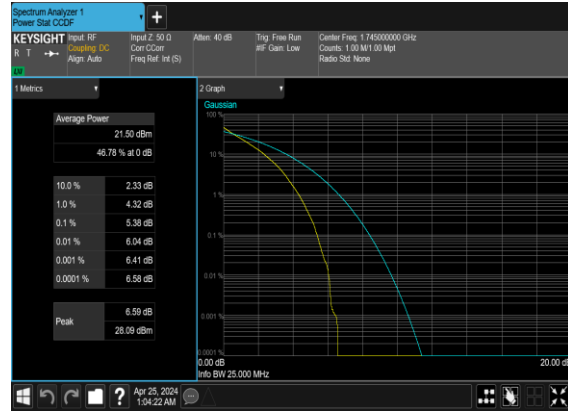 Spectrum Analyzer 1
Power Stat CCDF
KEYSIGHT
R T
LXI
Input: RF
Coupling: DC
Align: Auto
Input Z: 50 Ω
Corr CCorr
Freq Ref: Int (S)
Atten: 40 dB
Trig: Free Run
#IF Gain: Low
Center Freq: 1.745000000 GHz
Counts: 1.00 M/1.00 Mpt
Radio Std: None
1 Metrics
Average Power
21.50 dBm
46.78 % at 0 dB
10.0 % 2.33 dB
1.0 % 4.32 dB
0.1 % 5.38 dB
0.01 % 6.04 dB
0.001 % 6.41 dB
0.0001 % 6.58 dB
Peak
6.59 dB
28.09 dBm
2 Graph
Gaussian
100 %
10 %
1 %
0.1 %
0.01 %
0.001 %
0.0001 %
0.00 dB
20.00 dB
Info BW 25.000 MHz
?
Apr 25, 2024
1:04:22 AM